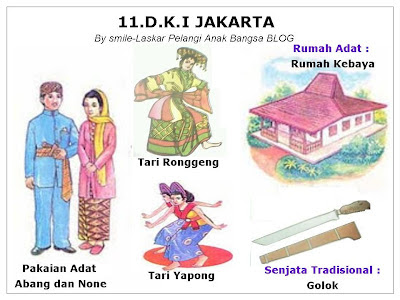 11.D.K.I JAKARTA
By smile-Laskar Pelangi Anak Bangsa BLOG
Rumah Adat :
Rumah Kebaya
Tari Ronggeng
Pakaian Adat
Abang dan None
Tari Yapong
Senjata Tradisional :
Golok